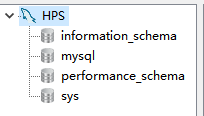 HPS
information_schema
mysql
performance_schema
sys